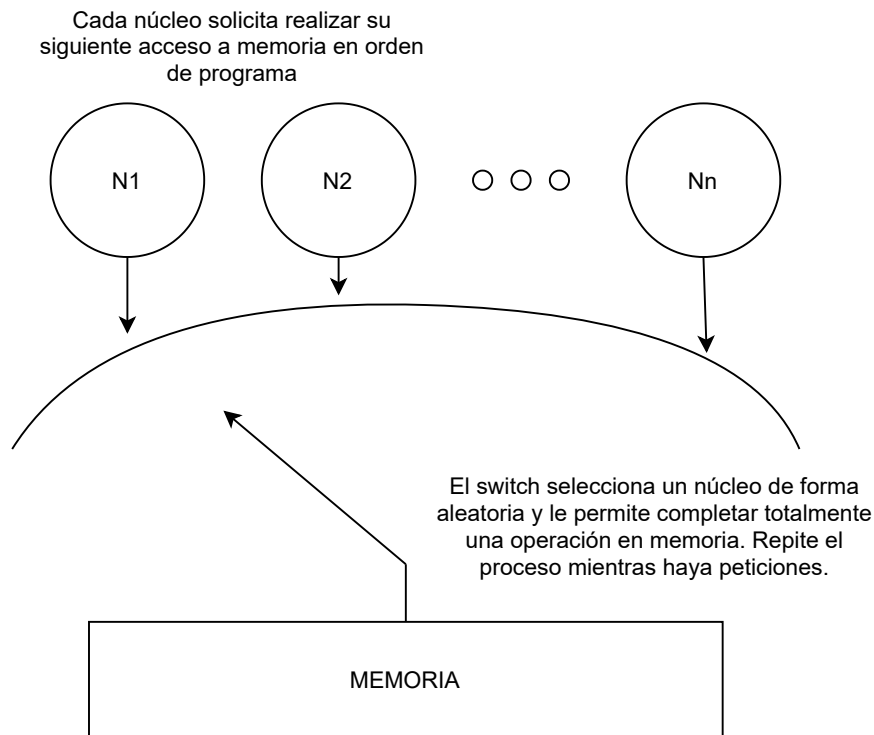 Cada núcleo solicita realizar su
siguiente acceso a memoria en orden
de programa
N1
N2
Nn
El switch selecciona un núcleo de forma
aleatoria y le permite completar totalmente
una operación en memoria. Repite el
proceso mientras haya peticiones.
MEMORIA